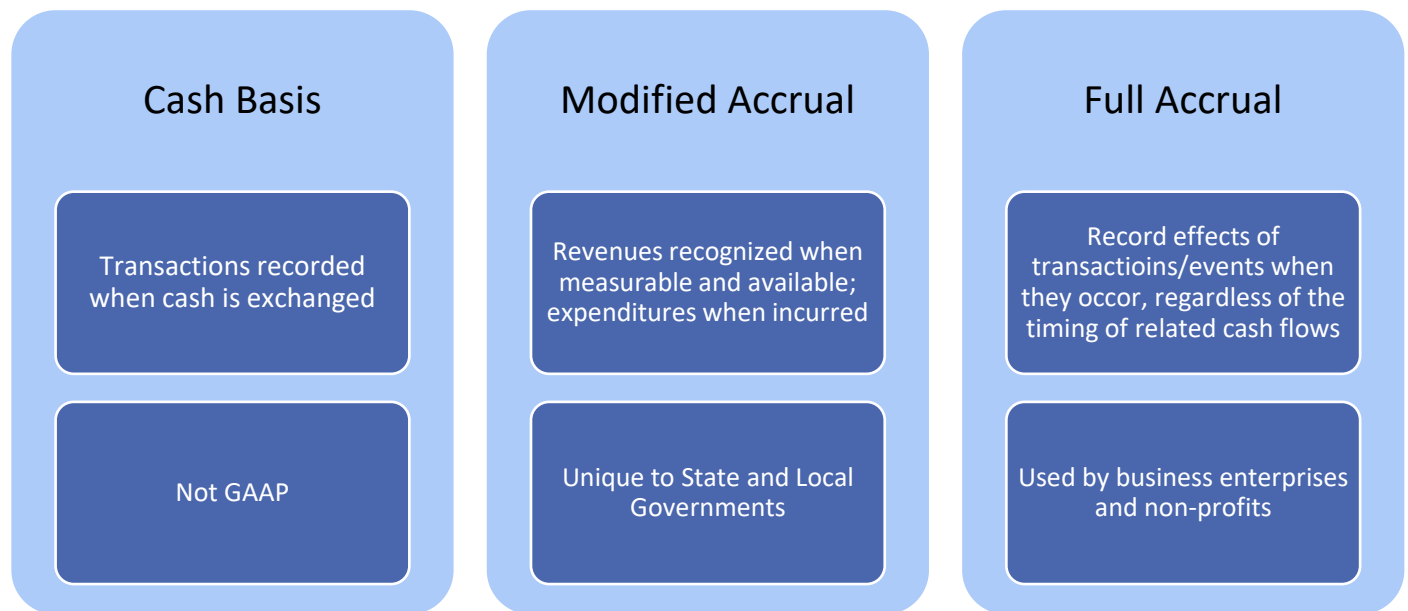 Cash Basis
Transactions recorded
when cash is exchanged
Not GAAP
Modified Accrual
Revenues recognized when
measurable and available;
expenditures when incurred
Unique to State and Local
Governments
Full Accrual
Record effects of
transactioins/events when
they occur, regardless of the
timing of related cash flows
Used by business enterprises
and non-profits